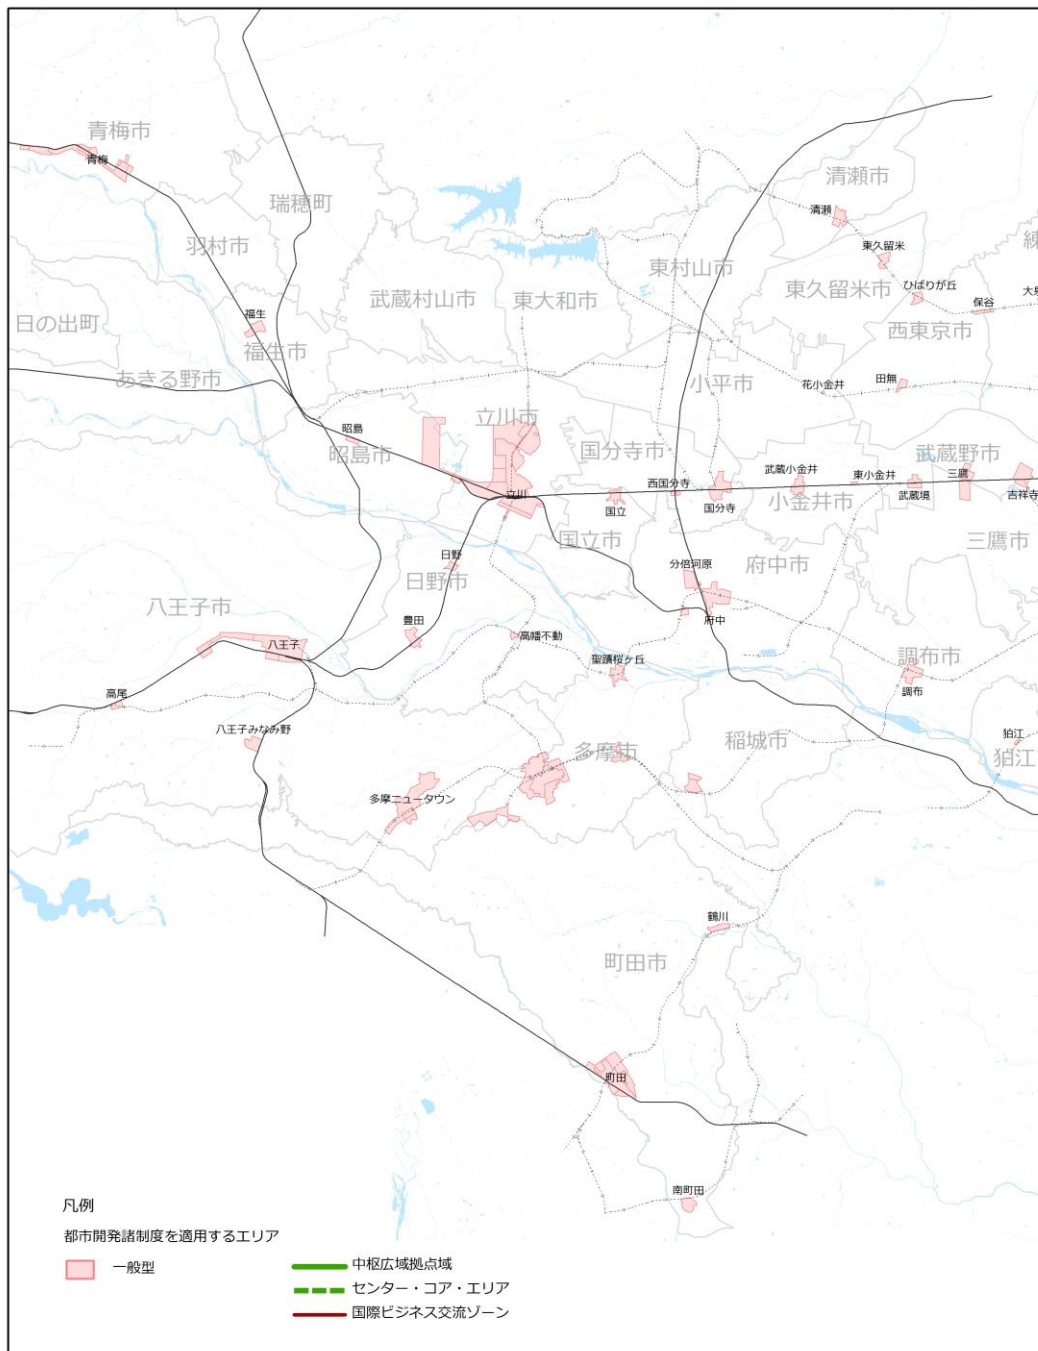 青梅市
青梅
瑞穂町
清瀬市
清瀬
羽村市
東久留米
東村山市
練
東久留米市
ひばりが丘
大泉
武蔵村山市
東大和市
保谷
日の出町
福生
福生市
西東京市
あきる野市
小平市
花小金井
田無
立川市
昭島
昭島市
国分寺市
武蔵野市
武蔵小金井
東小金井
三鷹
西国分寺
立川
国立
国分寺
小金井市
武蔵境
吉祥寺
国立市
三鷹市
日野
日野市
分倍河原
府中市
八王子市
豊田
府中
高幡不動
八王子
聖蹟桜ヶ丘
調布市
調布
高尾
八王子みなみ野
多摩市
稲城市
狛江
狛江
多摩ニュータウン
鶴川
町田市
町田
南町田
凡例
都市開発諸制度を適用するエリア
一般型
中枢広域拠点域
センター・コア・エリア
国際ビジネス交流ゾーン